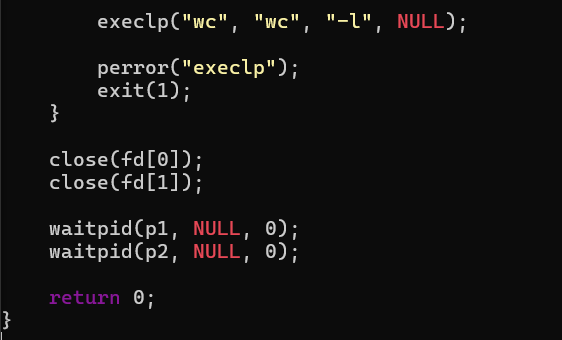 execlp("wc", "wc", "-l", NULL);
perror("execlp");
exit(1);
}
close(fd[0]);
close(fd[1]);
waitpid(p1, NULL, 0);
waitpid(p2, NULL, 0);
return 0;
}